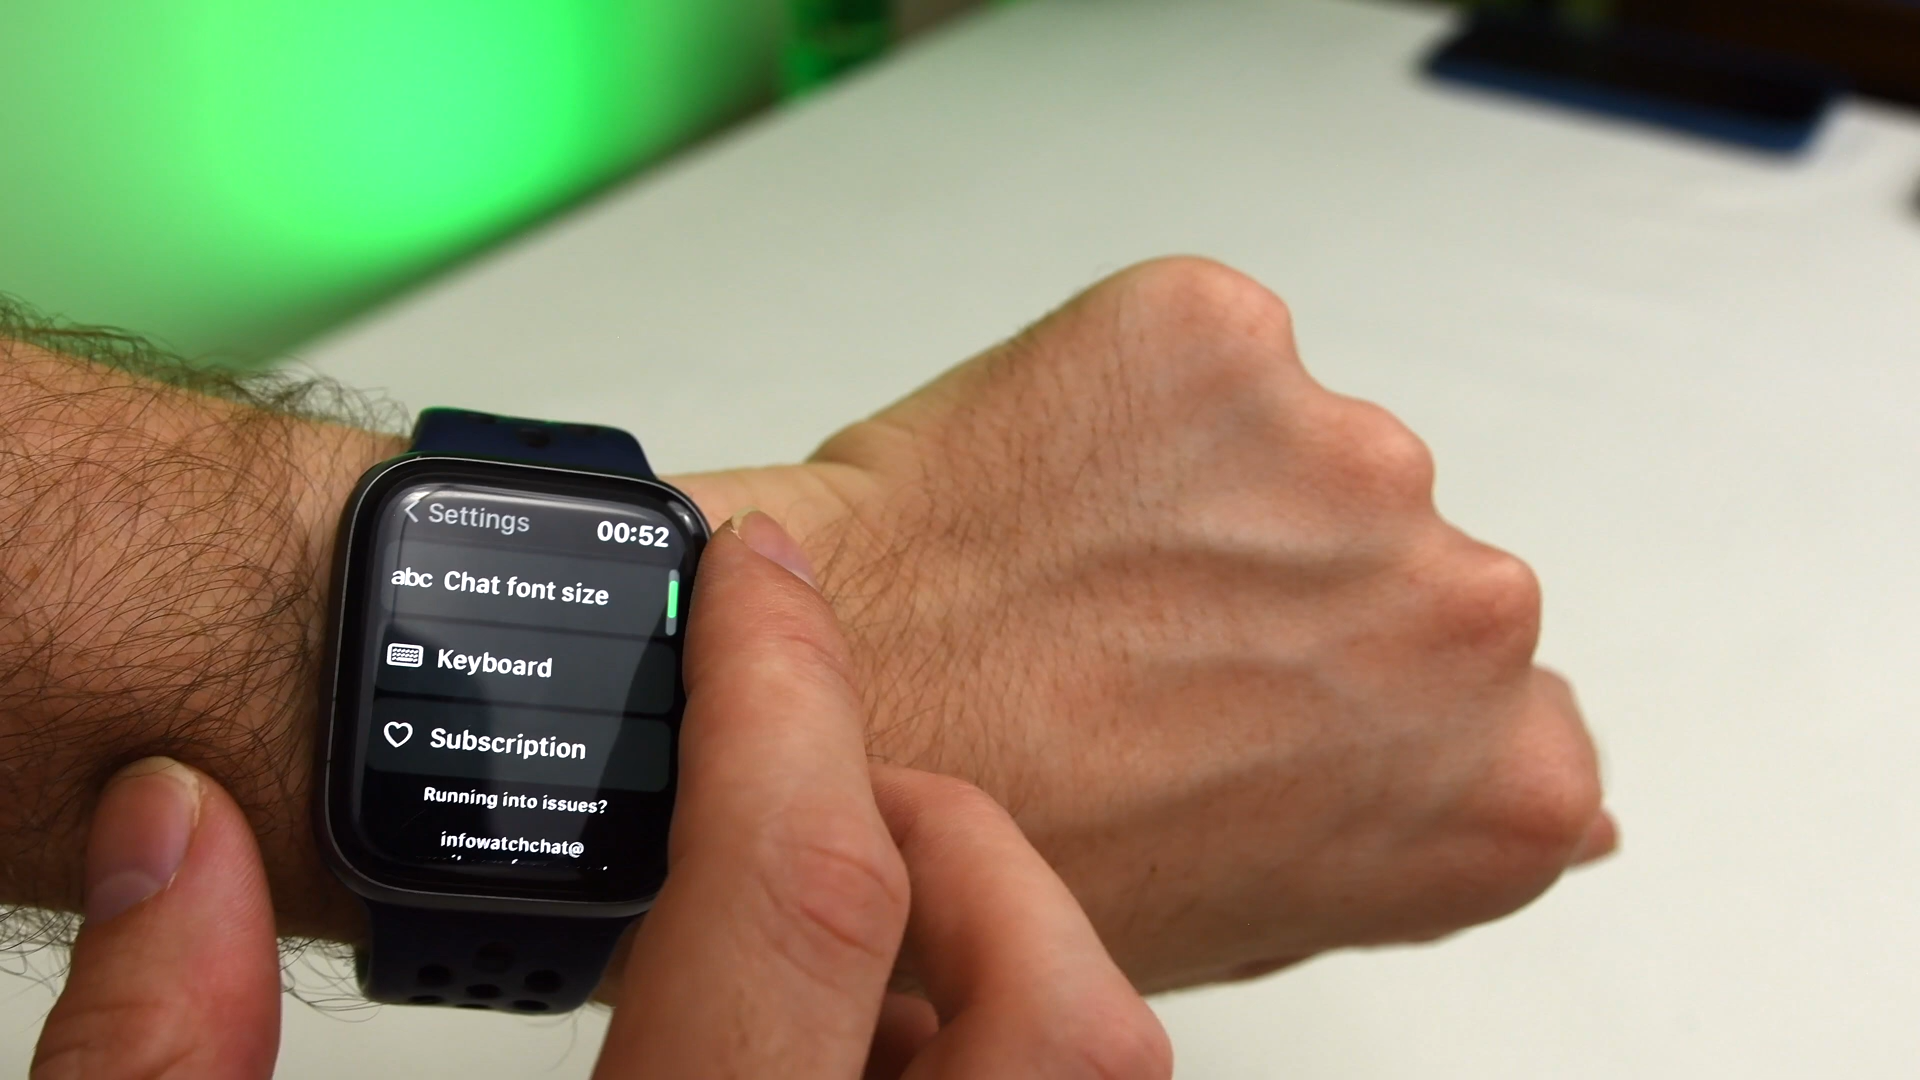 Settings
00:52
abc Chat font size
Keyboard
Subscription
Running into issues?
infowatchchat@